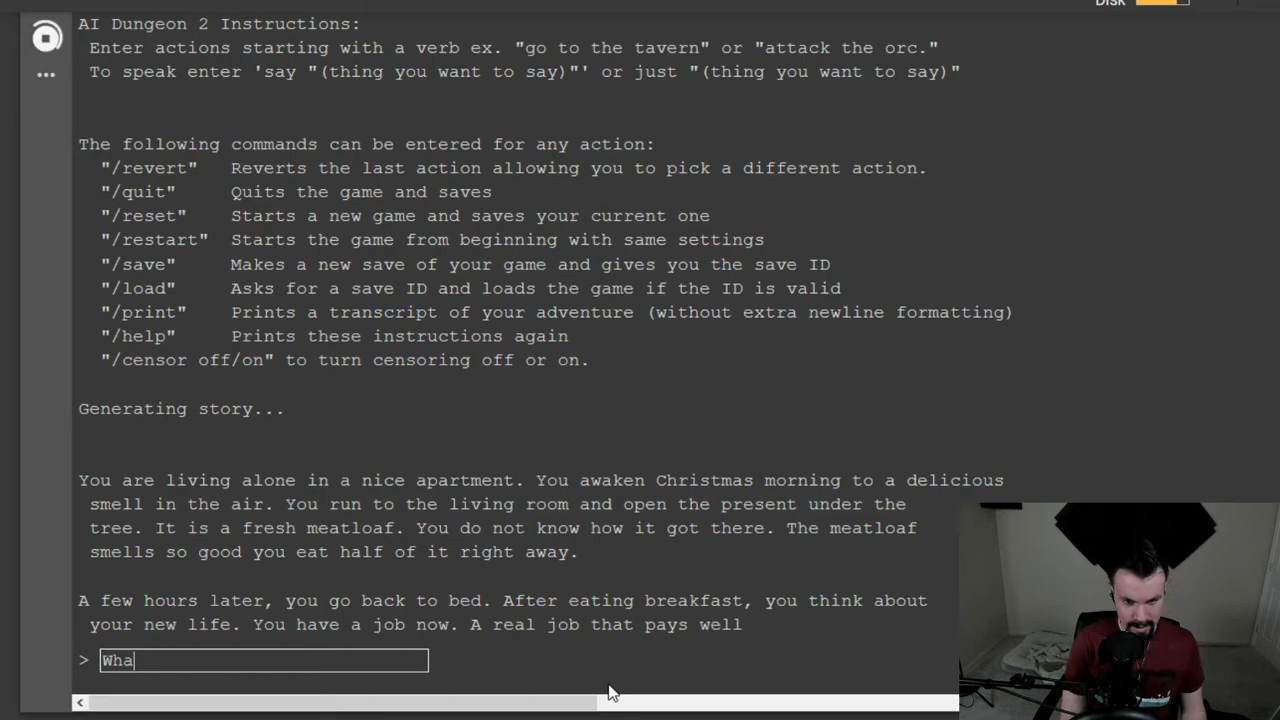 Disk
AI Dungeon 2 Instructions:
Enter actions starting with a verb ex. "go to the tavern" or "attack the orc."
To speak enter 'say "(thing you want to say)"' or just "(thing you want to say)"
The following commands can be entered for any action:
"/revert" Reverts the last action allowing you to pick a different action.
"/quit" Quits the game and saves
"/reset" Starts a new game and saves your current one
"/restart" Starts the game from beginning with same settings
"/save" Makes a new save of your game and gives you the save ID
"/load" Asks for a save ID and loads the game if the ID is valid
"/print" Prints a transcript of your adventure (without extra newline formatting)
"/help" Prints these instructions again
"/censor off/on" to turn censoring off or on.
Generating story...
You are living alone in a nice apartment. You awaken Christmas morning to a delicious
smell in the air. You run to the living room and open the present under the
tree. It is a fresh meatloaf. You do not know how it got there. The meatloaf
smells so good you eat half of it right away.
A few hours later, you go back to bed. After eating breakfast, you think about
your new life. You have a job now. A real job that pays well
> Wha